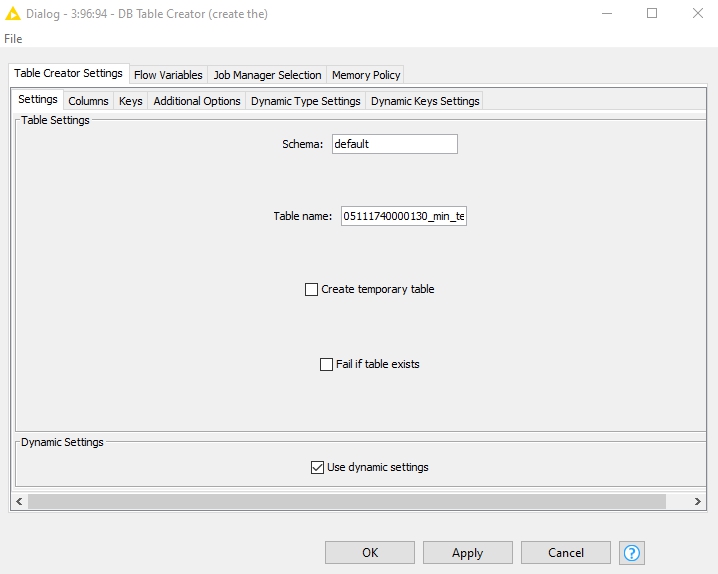 Dialog - 3:96:94 - DB Table Creator (create the)
File
Table Creator Settings Flow Variables Job Manager Selection Memory Policy
Settings Columns Keys Additional Options Dynamic Type Settings Dynamic Keys Settings
Table Settings
Schema: default
Table name: 05111740000130_min_te
Create temporary table
Fail if table exists
Dynamic Settings
Use dynamic settings
OK Apply Cancel ?